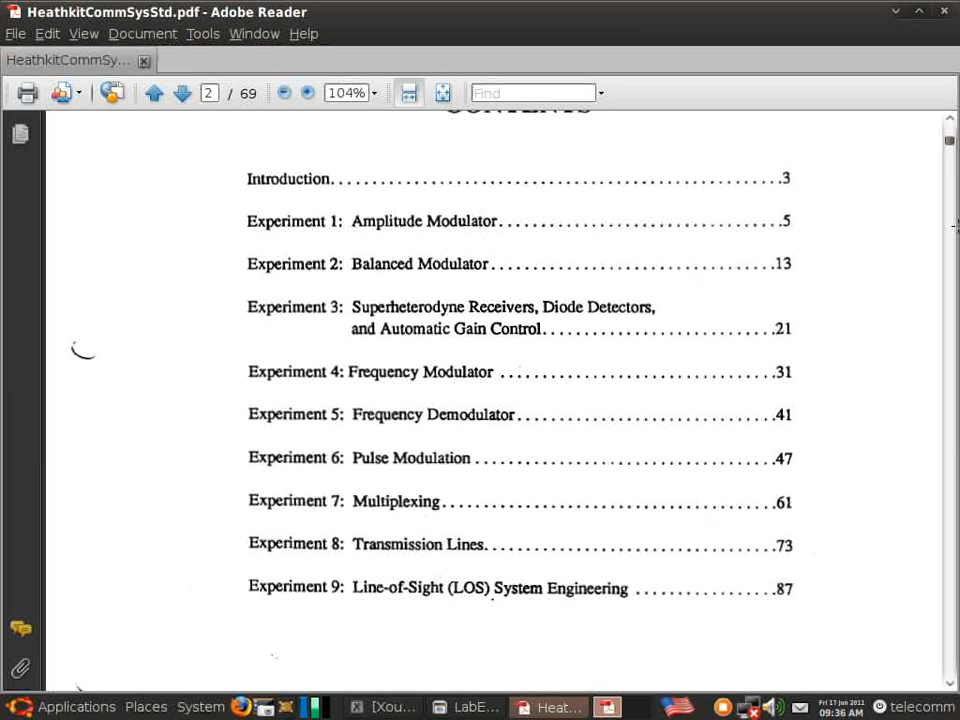 HeathkitCommSysStd.pdf - Adobe Reader
File Edit View Document Tools Window Help
HeathkitCommSy...
2 / 69 104% Find
CONTENTS
Introduction. . . . . . . . . . . . . . . . . . . . . . . . . . . . . . . . . . . . . . . . . . . . . . . . . . . .3
Experiment 1: Amplitude Modulator. . . . . . . . . . . . . . . . . . . . . . . . . . . . . . . . .5
Experiment 2: Balanced Modulator. . . . . . . . . . . . . . . . . . . . . . . . . . . . . . . . .13
Experiment 3: Superheterodyne Receivers, Diode Detectors,
and Automatic Gain Control. . . . . . . . . . . . . . . . . . . . . . . . . . .21
Experiment 4: Frequency Modulator . . . . . . . . . . . . . . . . . . . . . . . . . . . . . . .31
Experiment 5: Frequency Demodulator. . . . . . . . . . . . . . . . . . . . . . . . . . . . . .41
Experiment 6: Pulse Modulation . . . . . . . . . . . . . . . . . . . . . . . . . . . . . . . . . .47
Experiment 7: Multiplexing. . . . . . . . . . . . . . . . . . . . . . . . . . . . . . . . . . . . . .61
Experiment 8: Transmission Lines. . . . . . . . . . . . . . . . . . . . . . . . . . . . . . . . .73
Experiment 9: Line-of-Sight (LOS) System Engineering . . . . . . . . . . . . . . . . .87
Applications Places System [Xou... LabE... Heat... Fri 17 Jun 2011 telecomm
09:36 AM